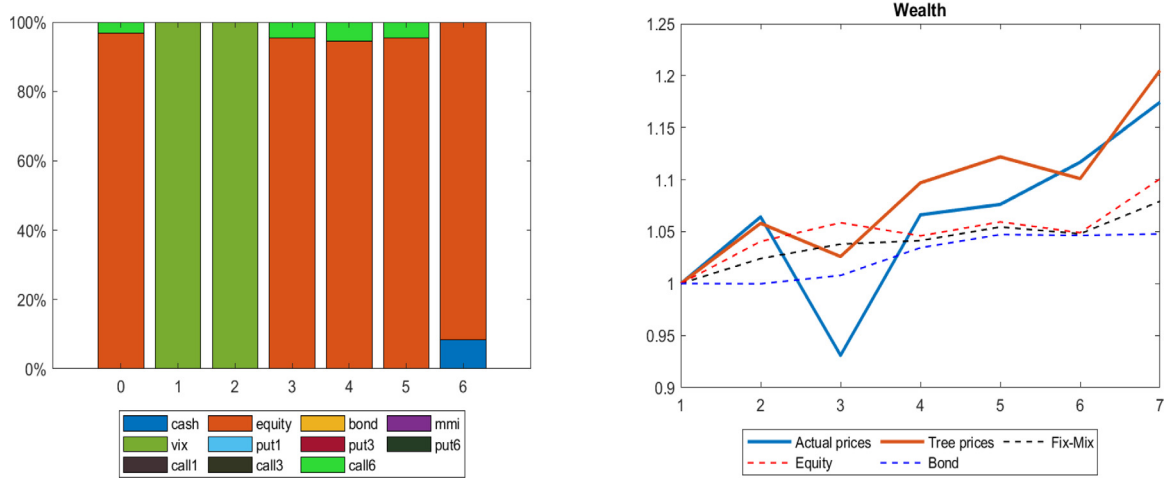 100%
80%
60%
40%
20%
0%
0 1 2 3 4 5 6
cash equity bond mmi
vix put1 put3 put6
call1 call3 call6
Wealth
1.25
1.2
1.15
1.1
1.05
1
0.95
0.9
1 2 3 4 5 6 7
Actual prices Tree prices Fix-Mix
Equity Bond